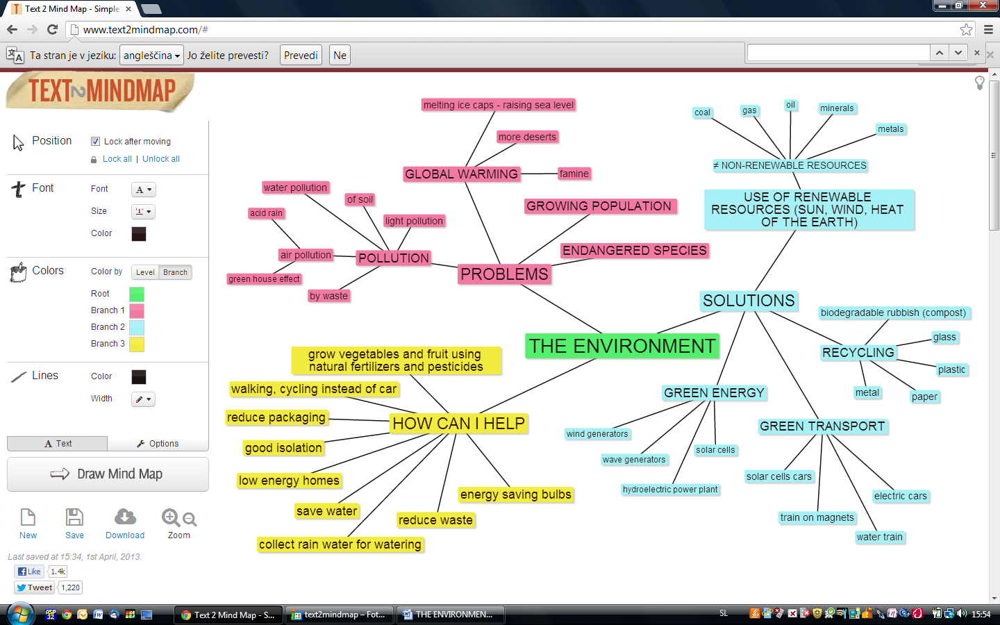 Text 2 Mind Map - Simple
www.text2mindmap.com/#
Ta stran je v jeziku:
angleščina
Jo želite prevesti?
Prevedi
Ne
TEXT2MINDMAP
Position
Lock after moving
Lock all | Unlock all
Font
Font
A
Size
T
Color
Colors
Color by
Level
Branch
Root
Branch 1
Branch 2
Branch 3
Lines
Color
Width
A Text
Options
Draw Mind Map
New
Save
Download
Zoom
Last saved at 15:34, 1st April, 2013.
Like
1.4k
Tweet
1,220
melting ice caps - raising sea level
more deserts
GLOBAL WARMING
famine
water pollution
of soil
acid rain
light pollution
air pollution
POLLUTION
green house effect
by waste
GROWING POPULATION
ENDANGERED SPECIES
PROBLEMS
coal
gas
oil
minerals
metals
≠ NON-RENEWABLE RESOURCES
USE OF RENEWABLE
RESOURCES (SUN, WIND, HEAT
OF THE EARTH)
SOLUTIONS
biodegradable rubbish (compost)
glass
RECYCLING
plastic
metal
paper
THE ENVIRONMENT
GREEN ENERGY
wind generators
wave generators
solar cells
hydroelectric power plant
GREEN TRANSPORT
solar cells cars
electric cars
train on magnets
water train
grow vegetables and fruit using
natural fertilizers and pesticides
walking, cycling instead of car
reduce packaging
HOW CAN I HELP
good isolation
low energy homes
save water
energy saving bulbs
reduce waste
collect rain water for watering
ASP
32
Text 2 Mind Map - S...
text2mindmap – Fot...
THE ENVIRONMEN...
SL
15:54